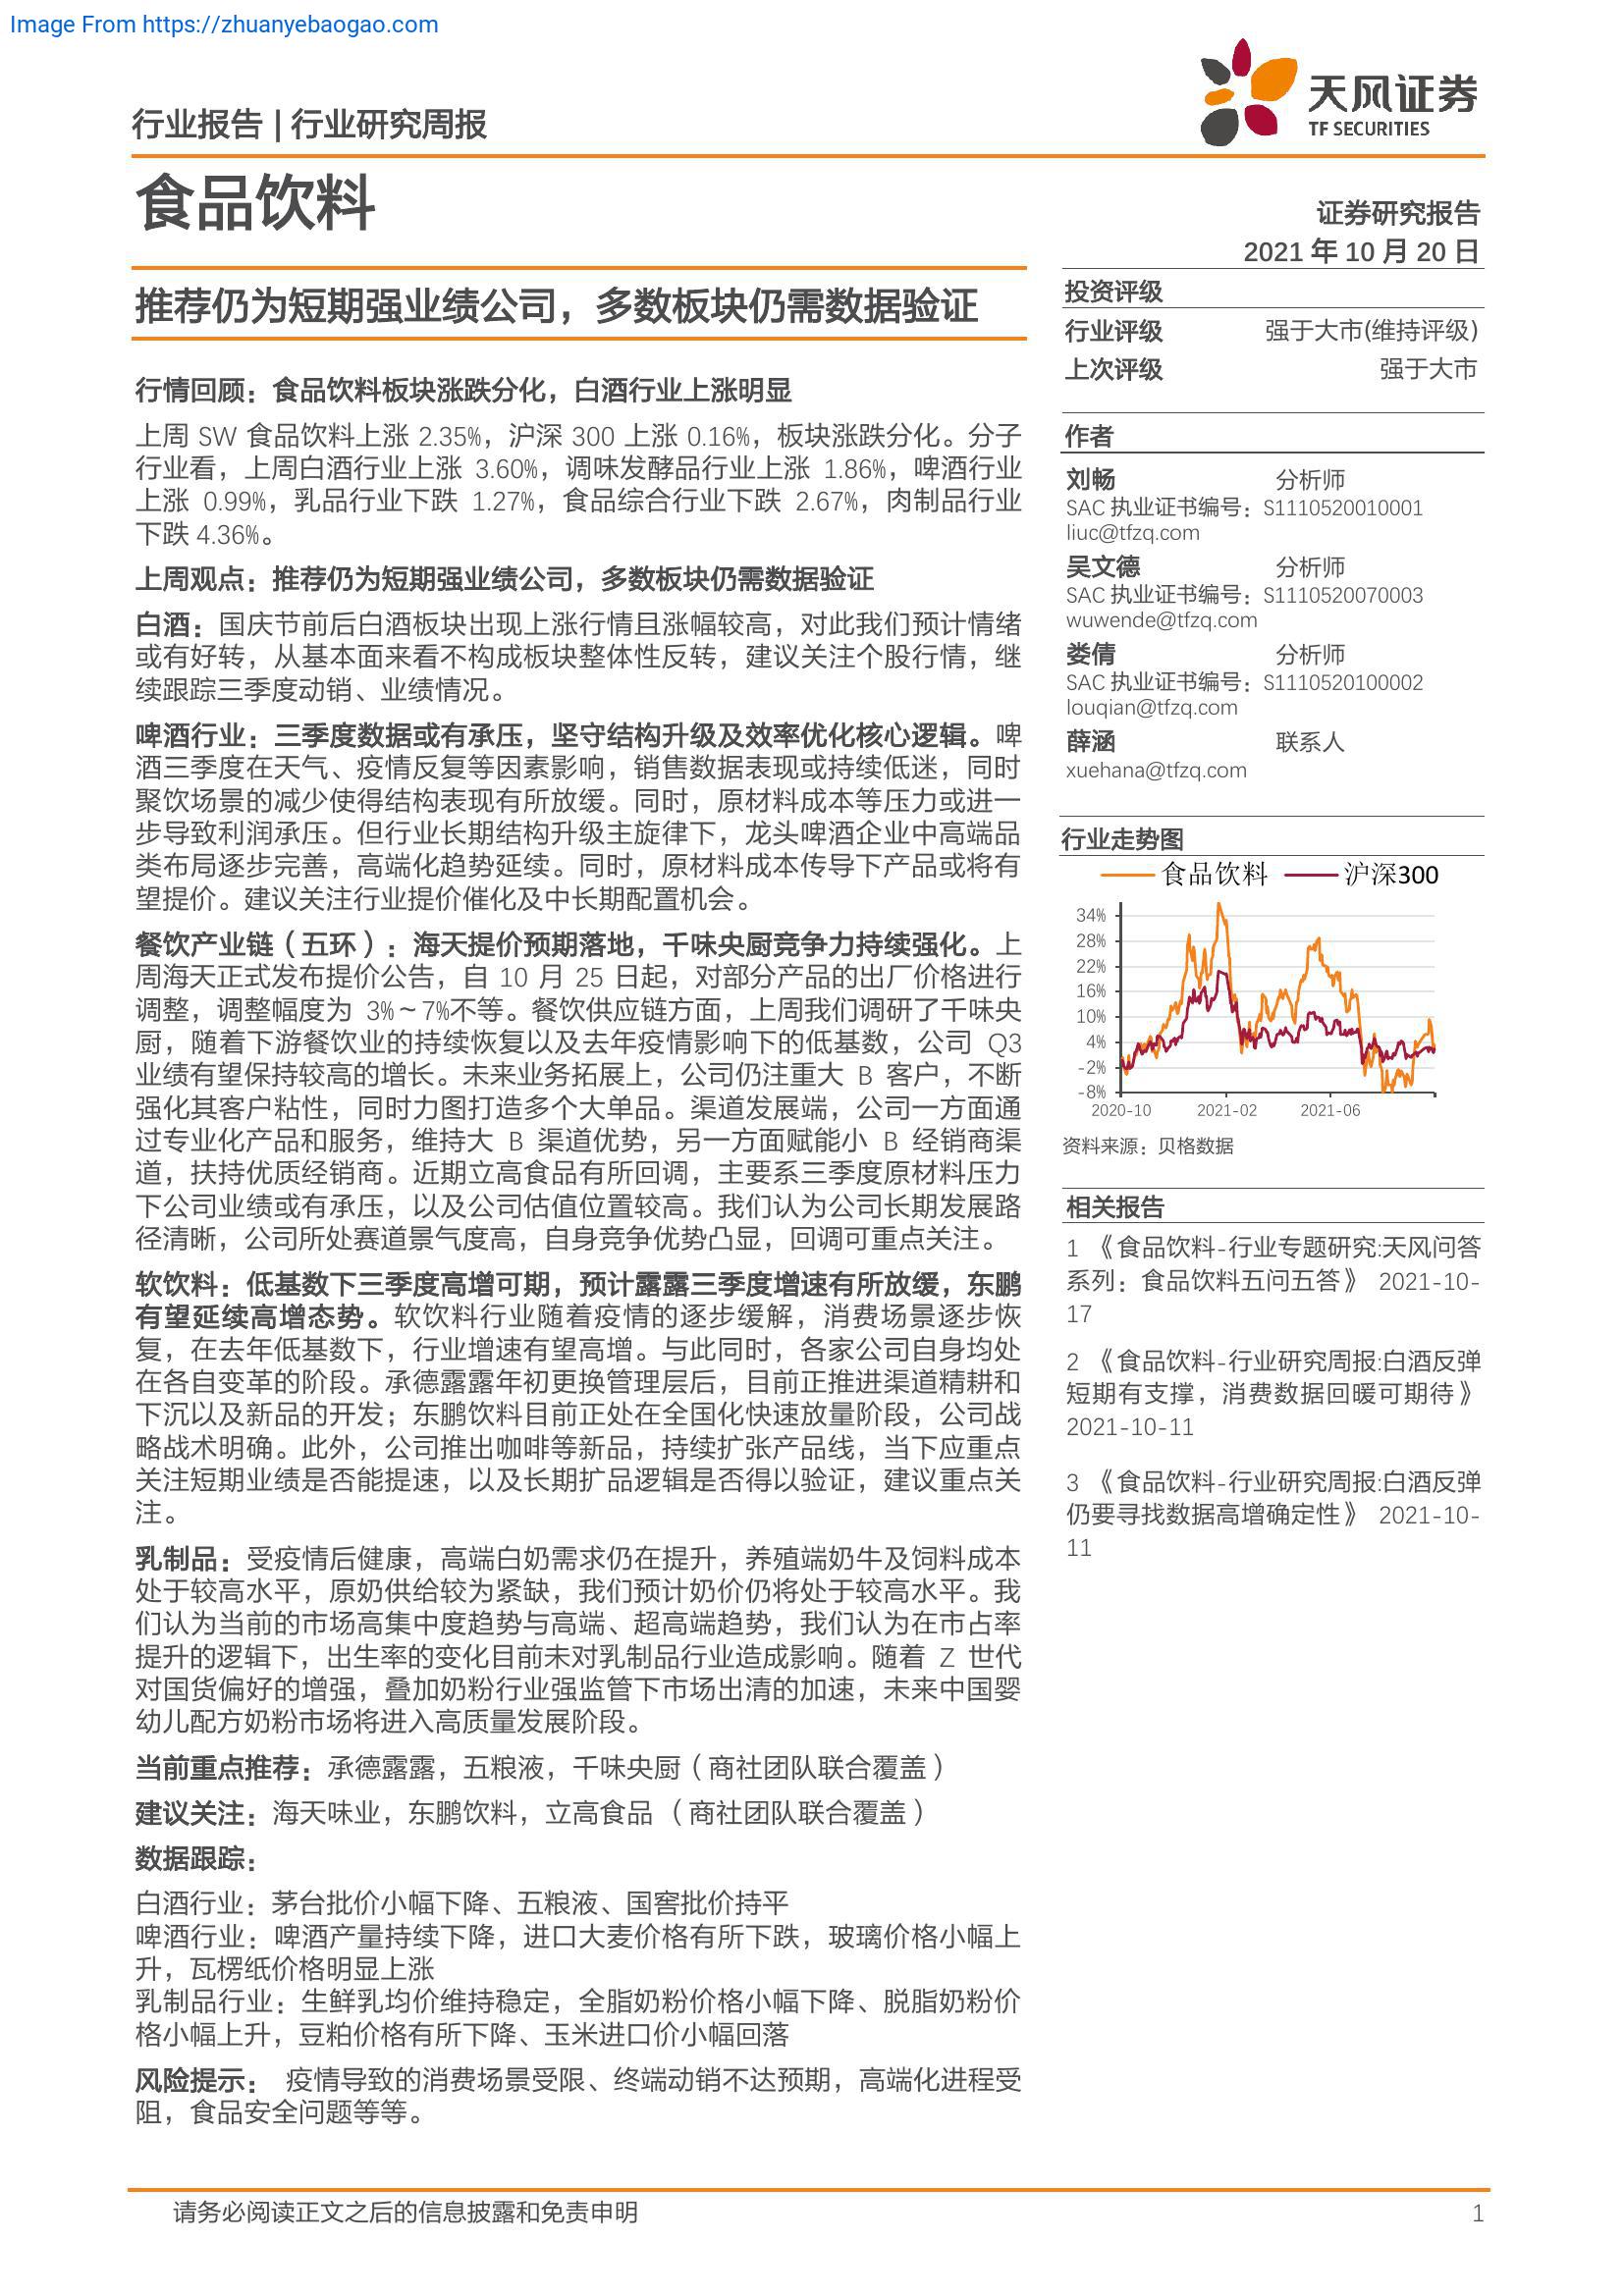 Image From https://zhuanyebaogao.com
行业报告 | 行业研究周报
天风证券
TF SECURITIES
食品饮料
证券研究报告
2021 年 10 月 20 日
推荐仍为短期强业绩公司，多数板块仍需数据验证
行情回顾：食品饮料板块涨跌分化，白酒行业上涨明显
上周 SW 食品饮料上涨 2.35%，沪深 300 上涨 0.16%，板块涨跌分化。分子
行业看，上周白酒行业上涨 3.60%，调味发酵品行业上涨 1.86%，啤酒行业
上涨 0.99%，乳品行业下跌 1.27%，食品综合行业下跌 2.67%，肉制品行业
下跌 4.36%。
上周观点：推荐仍为短期强业绩公司，多数板块仍需数据验证
白酒：国庆节前后白酒板块出现上涨行情且涨幅较高，对此我们预计情绪
或有好转，从基本面来看不构成板块整体性反转，建议关注个股行情，继
续跟踪三季度动销、业绩情况。
啤酒行业：三季度数据或有承压，坚守结构升级及效率优化核心逻辑。啤
酒三季度在天气、疫情反复等因素影响，销售数据表现或持续低迷，同时
聚饮场景的减少使得结构表现有所放缓。同时，原材料成本等压力或进一
步导致利润承压。但行业长期结构升级主旋律下，龙头啤酒企业中高端品
类布局逐步完善，高端化趋势延续。同时，原材料成本传导下产品或将有
望提价。建议关注行业提价催化及中长期配置机会。
餐饮产业链（五环）：海天提价预期落地，千味央厨竞争力持续强化。上
周海天正式发布提价公告，自 10 月 25 日起，对部分产品的出厂价格进行
调整，调整幅度为 3%～7%不等。餐饮供应链方面，上周我们调研了千味央
厨，随着下游餐饮业的持续恢复以及去年疫情影响下的低基数，公司 Q3
业绩有望保持较高的增长。未来业务拓展上，公司仍注重大 B 客户，不断
强化其客户粘性，同时力图打造多个大单品。渠道发展端，公司一方面通
过专业化产品和服务，维持大 B 渠道优势，另一方面赋能小 B 经销商渠
道，扶持优质经销商。近期立高食品有所回调，主要系三季度原材料压力
下公司业绩或有承压，以及公司估值位置较高。我们认为公司长期发展路
径清晰，公司所处赛道景气度高，自身竞争优势凸显，回调可重点关注。
软饮料：低基数下三季度高增可期，预计露露三季度增速有所放缓，东鹏
有望延续高增态势。软饮料行业随着疫情的逐步缓解，消费场景逐步恢
复，在去年低基数下，行业增速有望高增。与此同时，各家公司自身均处
在各自变革的阶段。承德露露年初更换管理层后，目前正推进渠道精耕和
下沉以及新品的开发；东鹏饮料目前正处在全国化快速放量阶段，公司战
略战术明确。此外，公司推出咖啡等新品，持续扩张产品线，当下应重点
关注短期业绩是否能提速，以及长期扩品逻辑是否得以验证，建议重点关
注。
乳制品：受疫情后健康，高端白奶需求仍在提升，养殖端奶牛及饲料成本
处于较高水平，原奶供给较为紧缺，我们预计奶价仍将处于较高水平。我
们认为当前的市场高集中度趋势与高端、超高端趋势，我们认为在市占率
提升的逻辑下，出生率的变化目前未对乳制品行业造成影响。随着 Z 世代
对国货偏好的增强，叠加奶粉行业强监管下市场出清的加速，未来中国婴
幼儿配方奶粉市场将进入高质量发展阶段。
当前重点推荐：承德露露，五粮液，千味央厨（商社团队联合覆盖）
建议关注：海天味业，东鹏饮料，立高食品 （商社团队联合覆盖）
数据跟踪：
白酒行业：茅台批价小幅下降、五粮液、国窖批价持平
啤酒行业：啤酒产量持续下降，进口大麦价格有所下跌，玻璃价格小幅上
升，瓦楞纸价格明显上涨
乳制品行业：生鲜乳均价维持稳定，全脂奶粉价格小幅下降、脱脂奶粉价
格小幅上升，豆粕价格有所下降、玉米进口价小幅回落
风险提示： 疫情导致的消费场景受限、终端动销不达预期，高端化进程受
阻，食品安全问题等等。
投资评级
行业评级 强于大市(维持评级)
上次评级 强于大市
作者
刘畅 分析师
SAC 执业证书编号：S1110520010001
liuc@tfzq.com
吴文德 分析师
SAC 执业证书编号：S1110520070003
wuwende@tfzq.com
娄倩 分析师
SAC 执业证书编号：S1110520100002
louqian@tfzq.com
薛涵 联系人
xuehana@tfzq.com
行业走势图
食品饮料 沪深300
34%
28%
22%
16%
10%
4%
-2%
-8%
2020-10 2021-02 2021-06
资料来源：贝格数据
相关报告
1 《食品饮料-行业专题研究:天风问答
系列：食品饮料五问五答》 2021-10-
17
2 《食品饮料-行业研究周报:白酒反弹
短期有支撑，消费数据回暖可期待》
2021-10-11
3 《食品饮料-行业研究周报:白酒反弹
仍要寻找数据高增确定性》 2021-10-
11
请务必阅读正文之后的信息披露和免责申明 1